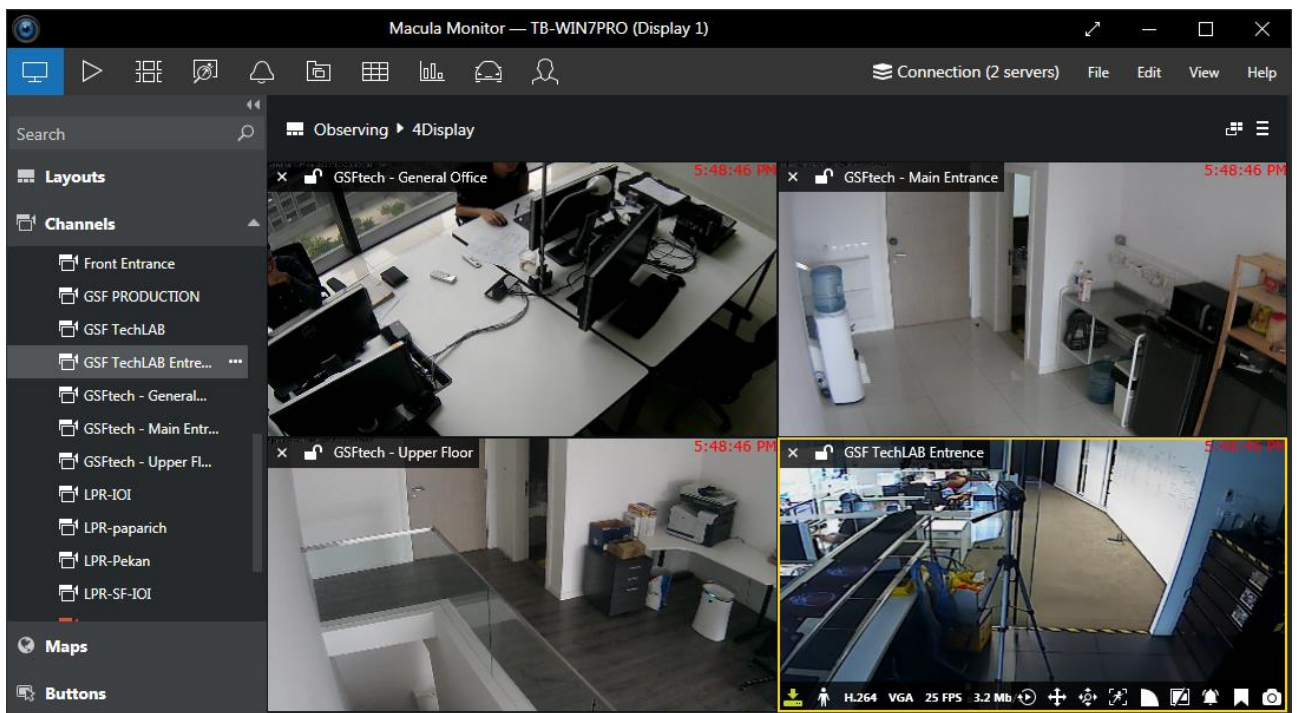 Macula Monitor — TB-WIN7PRO (Display 1)
Connection (2 servers) File Edit View Help
Search
Observing 4Display
Layouts
Channels
Front Entrance
GSF PRODUCTION
GSF TechLAB
GSF TechLAB Entre... •••
GSFtech - General...
GSFtech - Main Entr...
GSFtech - Upper Fl...
LPR-IOI
LPR-paparich
LPR-Pekan
LPR-SF-IOI
Maps
Buttons
GSFtech - General Office 5:48:46 PM
GSFtech - Main Entrance 5:48:46 PM
GSFtech - Upper Floor 5:48:46 PM
GSF TechLAB Entrence 5:48:46 PM
H.264 VGA 25 FPS 3.2 Mb